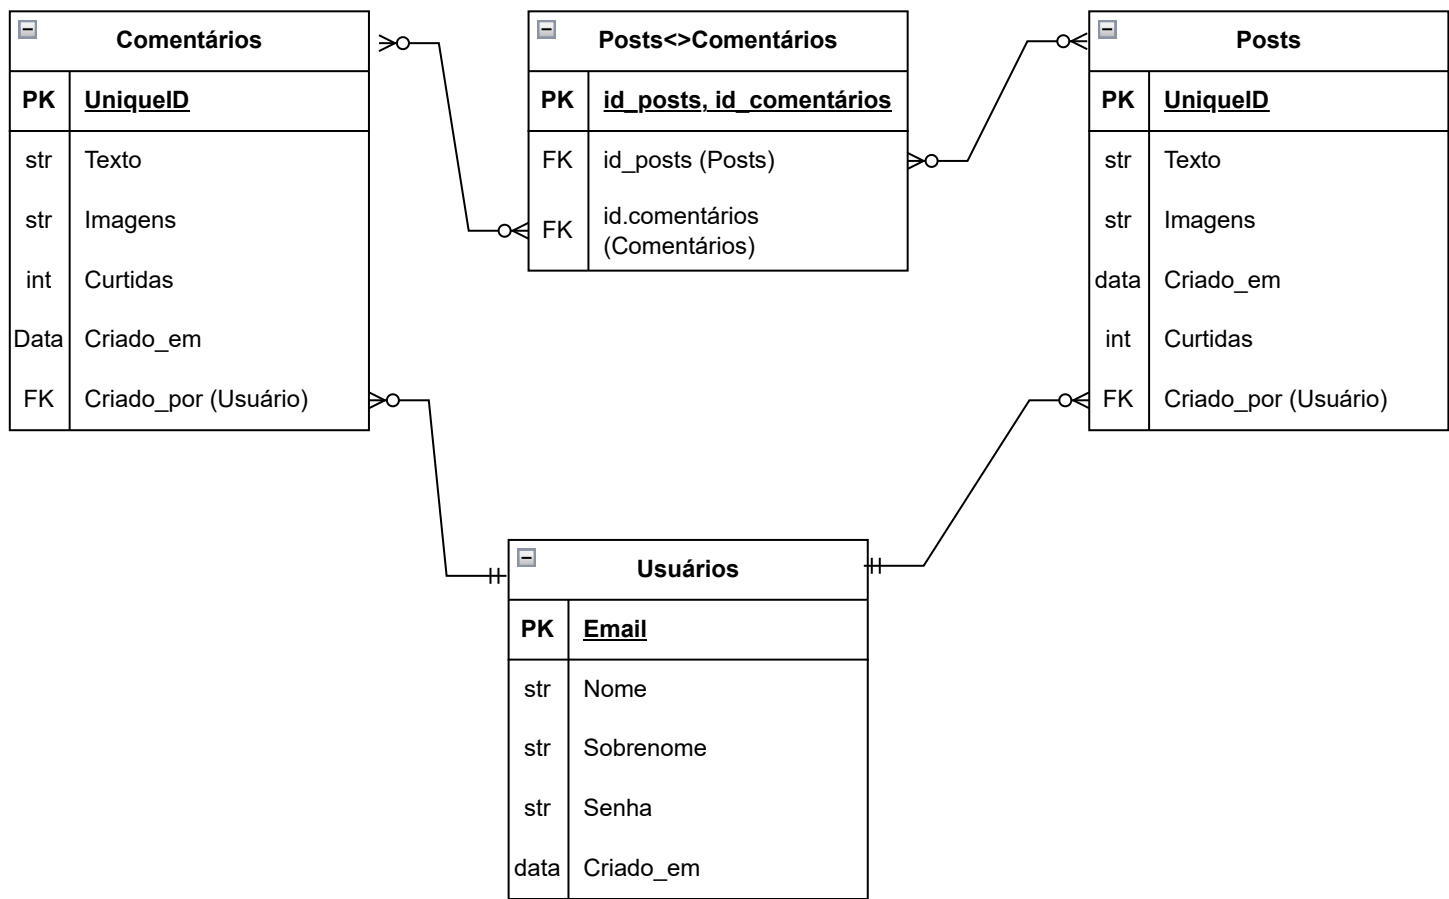 Comentários
PK UniqueID
str Texto
str Imagens
int Curtidas
Data Criado_em
FK Criado_por (Usuário)
Posts<>Comentários
PK id_posts, id_comentários
FK id_posts (Posts)
FK id.comentários
(Comentários)
Posts
PK UniqueID
str Texto
str Imagens
data Criado_em
int Curtidas
FK Criado_por (Usuário)
Usuários
PK Email
str Nome
str Sobrenome
str Senha
data Criado_em